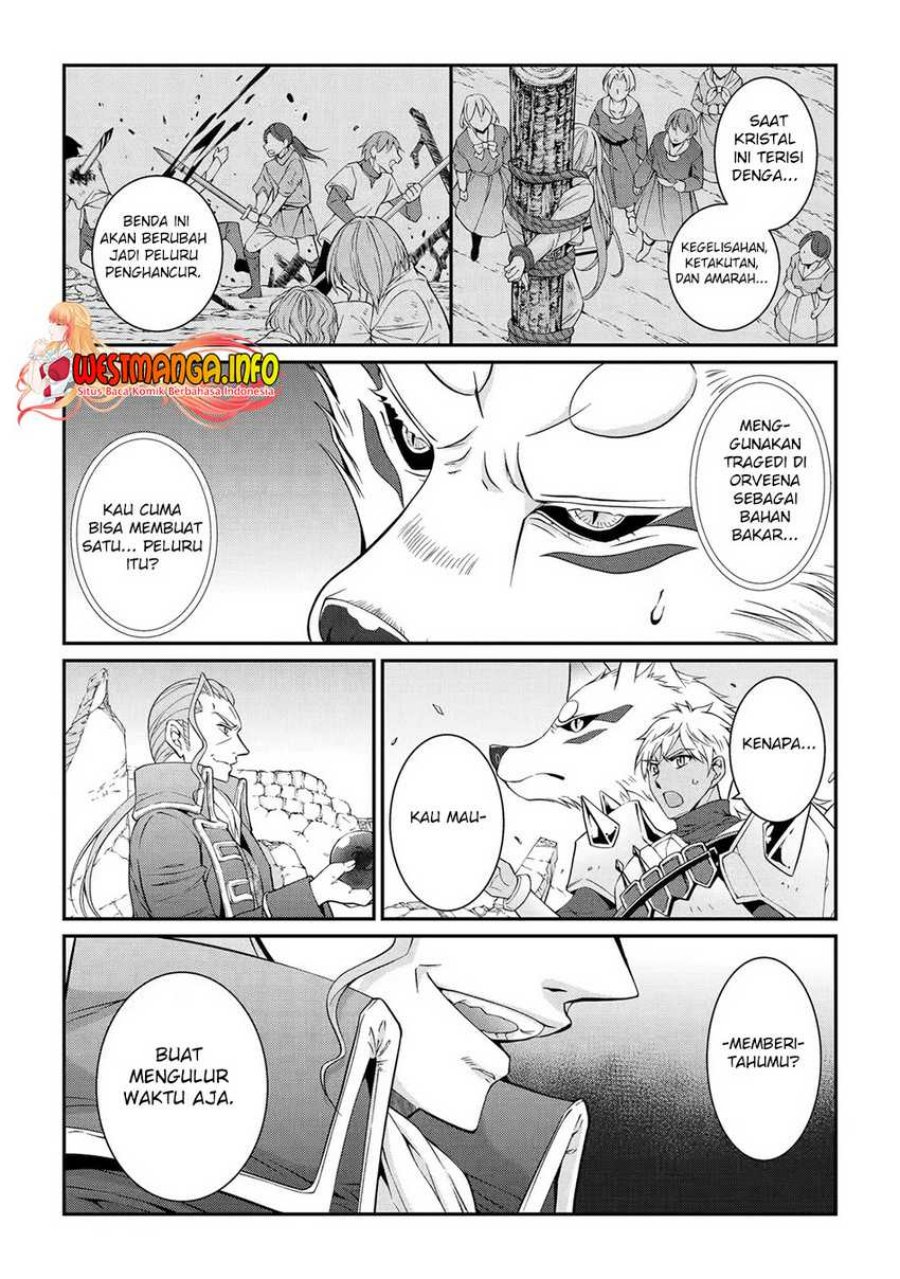 SAAT
KRISTAL
INI TERISI
DENGA...
KEGELISAHAN,
KETAKUTAN,
DAN AMARAH...
BENDA INI
AKAN BERUBAH
JADI PELURU
PENGHANCUR.
WESTMANGA.INFO
Situs Baca Komik Berbahasa Indonesia
MENG-
GUNAKAN
TRAGEDI DI
ORVEENA
SEBAGAI
BAHAN
BAKAR...
KAU CUMA
BISA MEMBUAT
SATU... PELURU
ITU?
KENAPA...
KAU MAU-
-MEMBERI-
TAHUMU?
BUAT
MENGULUR
WAKTU AJA.